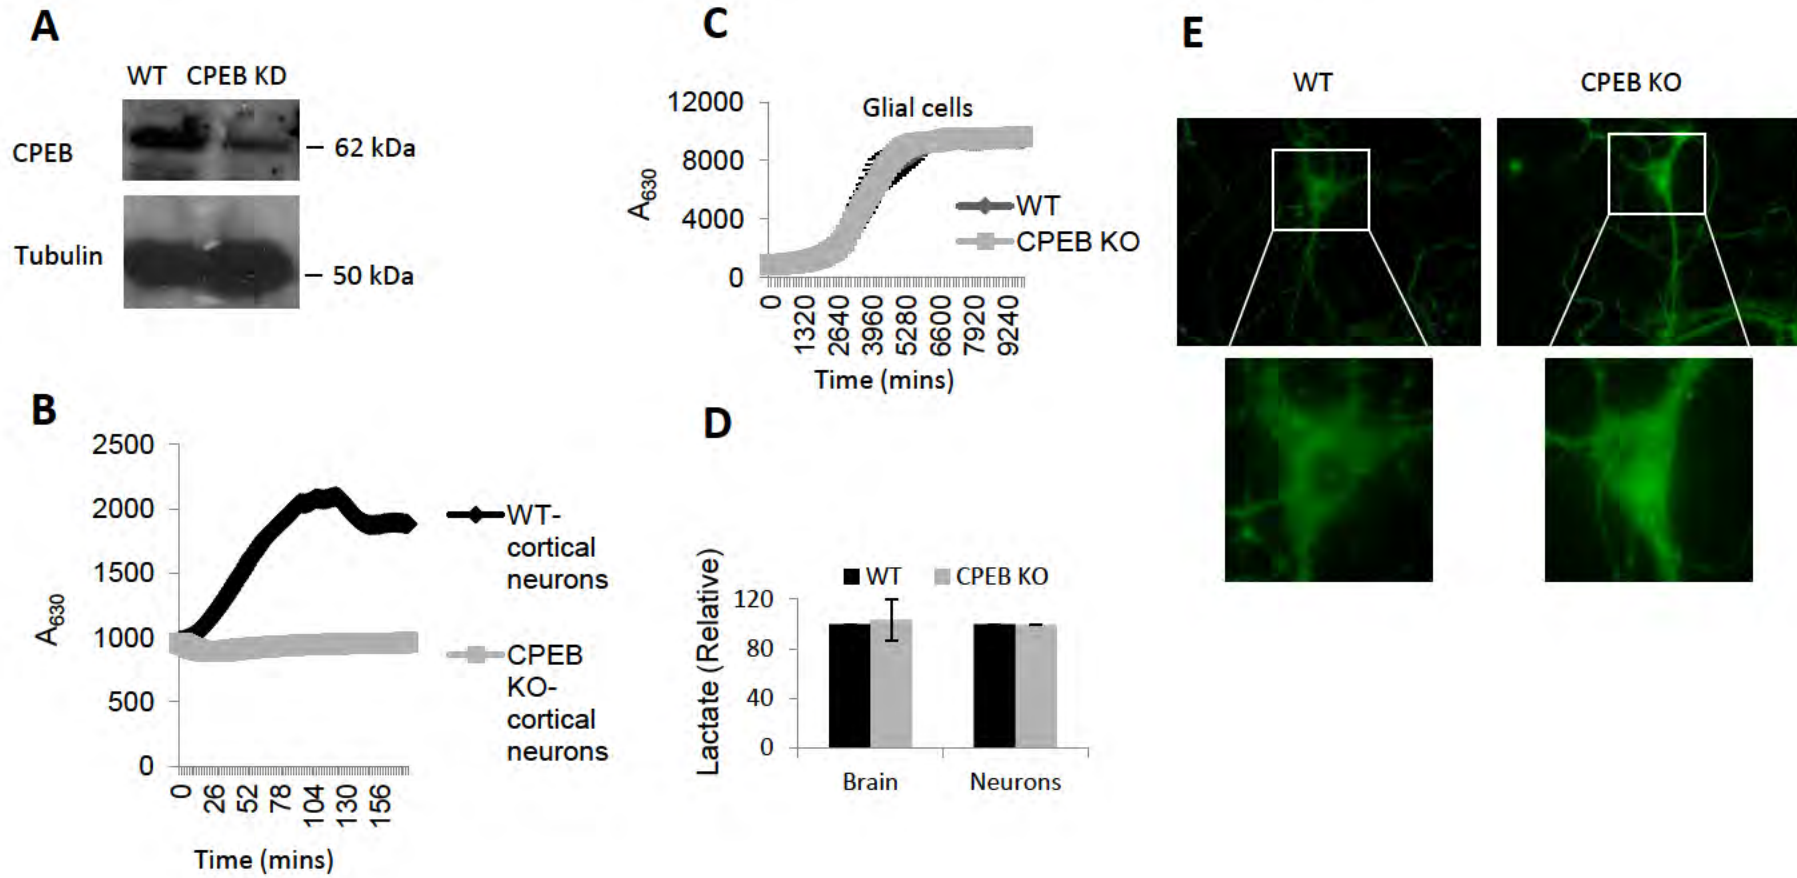 A
WT CPEB KD
CPEB
62 kDa
Tubulin
50 kDa
B
2500
2000
1500
1000
500
0
A630
0 26 52 78 104 130 156
Time (mins)
WT-
cortical
neurons
CPEB
KO-
cortical
neurons
C
12000
8000
4000
0
A630
Glial cells
WT
CPEB KO
0 1320 2640 3960 5280 6600 7920 9240
Time (mins)
D
WT CPEB KO
Lactate (Relative)
120
80
40
0
Brain Neurons
E
WT CPEB KO